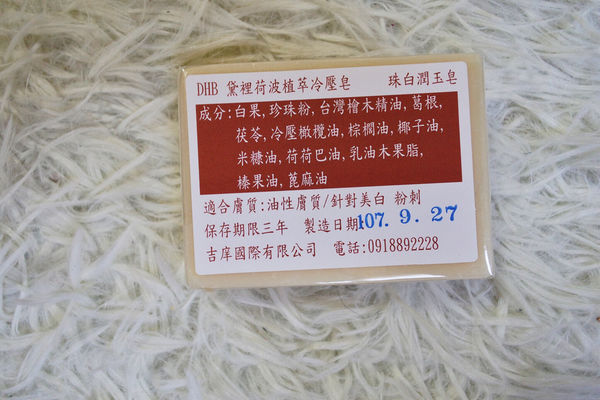 DHB 黛裡荷波植萃冷壓皂 珠白潤玉皂
成分:白果,珍珠粉,台灣檜木精油,葛根,
茯苓,冷壓橄欖油,棕櫚油,椰子油,
米糠油,荷荷巴油,乳油木果脂,
榛果油,蓖麻油
適合膚質:油性膚質/針對美白 粉刺
保存期限三年 製造日期107. 9. 27
吉庠國際有限公司 電話:0918892228